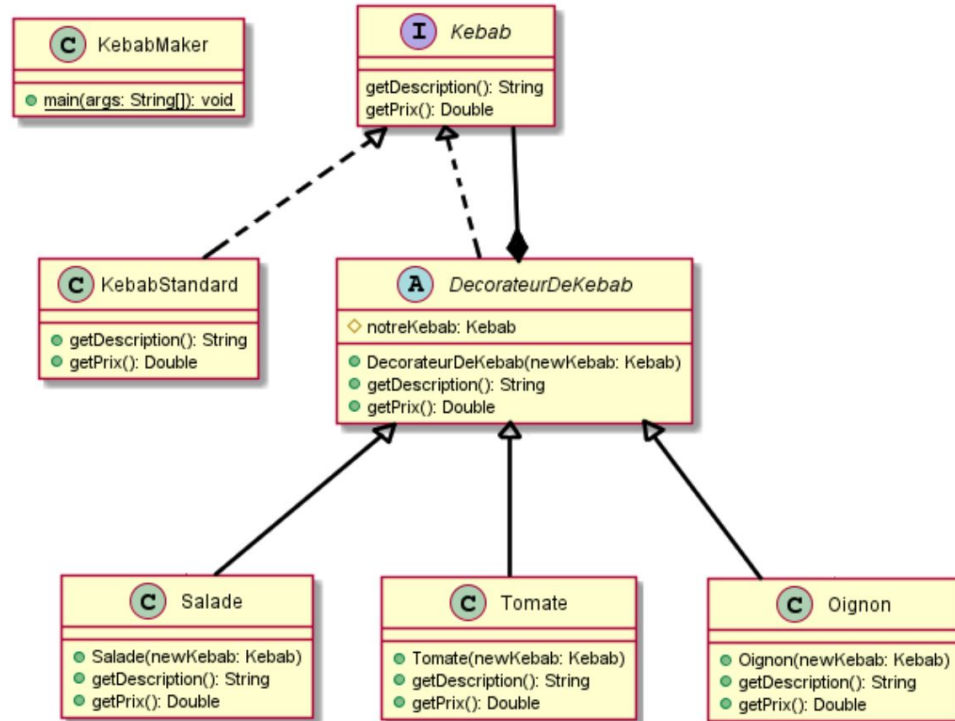 C KebabMaker
main(args: String[]): void
I Kebab
getDescription(): String
getPrix(): Double
C KebabStandard
getDescription(): String
getPrix(): Double
A DecorateurDeKebab
notreKebab: Kebab
DecorateurDeKebab(newKebab: Kebab)
getDescription(): String
getPrix(): Double
C Salade
Salade(newKebab: Kebab)
getDescription(): String
getPrix(): Double
C Tomate
Tomate(newKebab: Kebab)
getDescription(): String
getPrix(): Double
C Oignon
Oignon(newKebab: Kebab)
getDescription(): String
getPrix(): Double